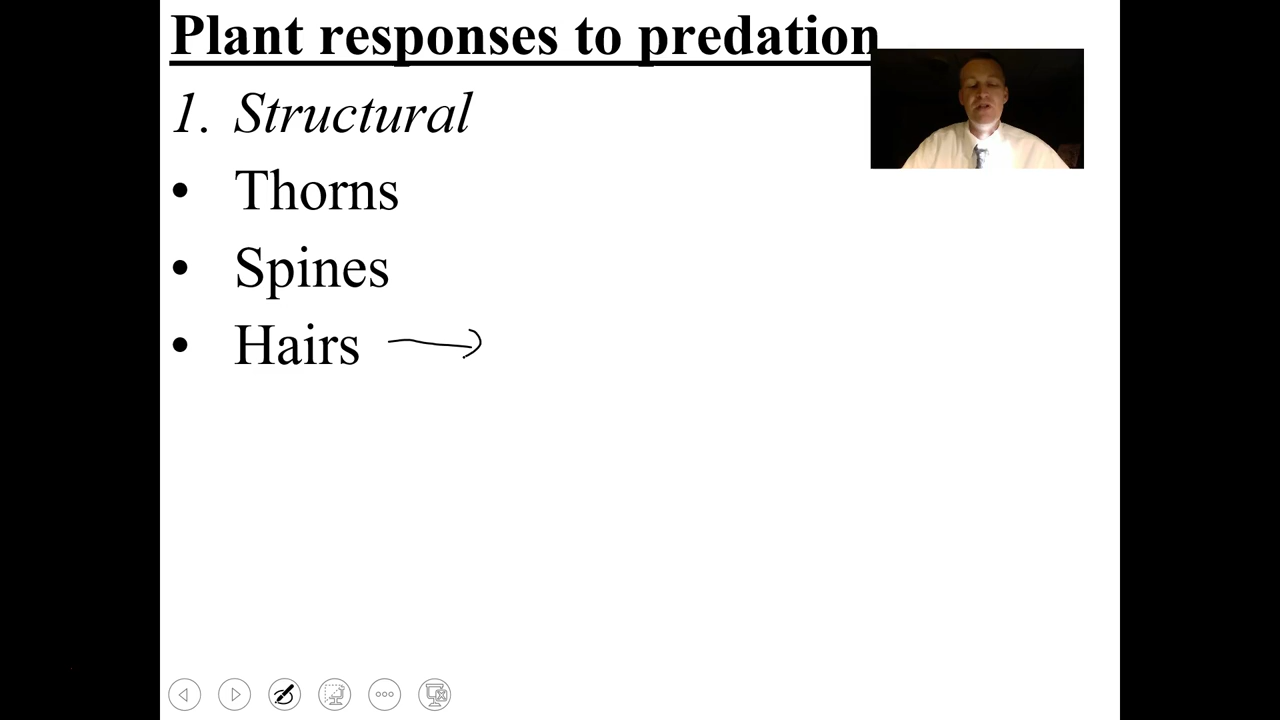 Plant responses to predation
1. Structural
• Thorns
• Spines
• Hairs